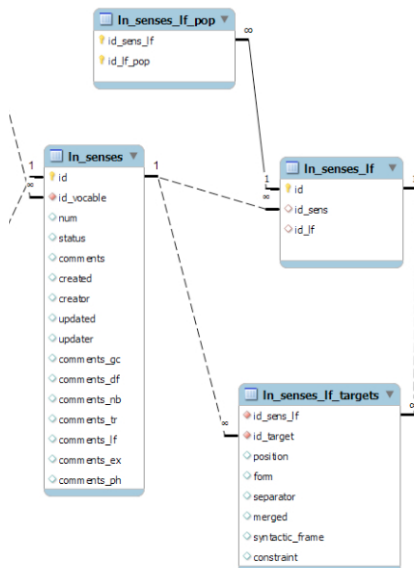 ln_senses_lf_pop
id_sens_lf
id_lf_pop
∞
1
∞
ln_senses
id
id_vocable
num
status
comments
created
creator
updated
updater
comments_gc
comments_df
comments_nb
comments_tr
comments_lf
comments_ex
comments_ph
1
1
∞
ln_senses_lf
id
id_sens
id_lf
1
ln_senses_lf_targets
id_sens_lf
id_target
position
form
separator
merged
syntactic_frame
constraint
∞
∞